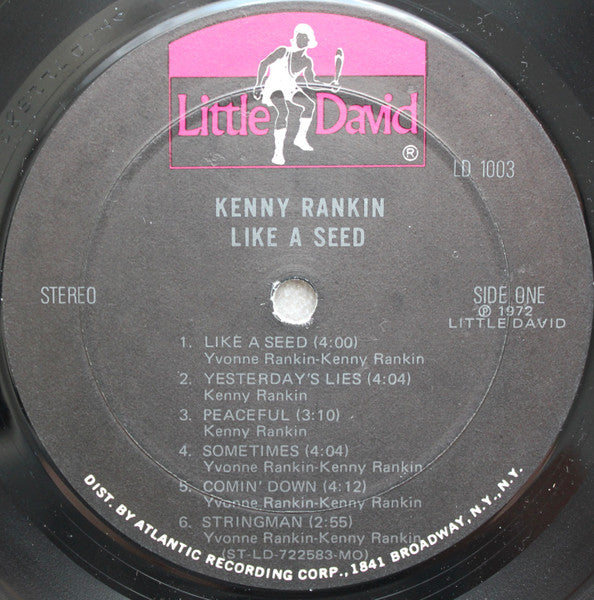 Little David
®
LD 1003
KENNY RANKIN
LIKE A SEED
STEREO
SIDE ONE
℗ 1972
LITTLE DAVID
1. LIKE A SEED (4:00)
Yvonne Rankin-Kenny Rankin
2. YESTERDAY'S LIES (4:04)
Kenny Rankin
3. PEACEFUL (3:10)
Kenny Rankin
4. SOMETIMES (4:04)
Yvonne Rankin-Kenny Rankin
5. COMIN' DOWN (4:12)
Yvonne Rankin-Kenny Rankin
6. STRINGMAN (2:55)
Yvonne Rankin-Kenny Rankin
(ST-LD-722583-MO)
DIST. BY ATLANTIC RECORDING CORP., 1841 BROADWAY, N.Y., N.Y.